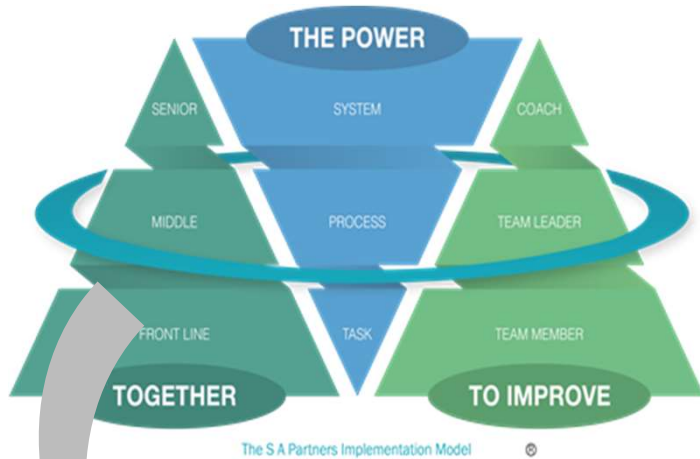 THE POWER
SENIOR SYSTEM COACH
MIDDLE PROCESS TEAM LEADER
FRONT LINE TASK TEAM MEMBER
TOGETHER TO IMPROVE
The S A Partners Implementation Model ®